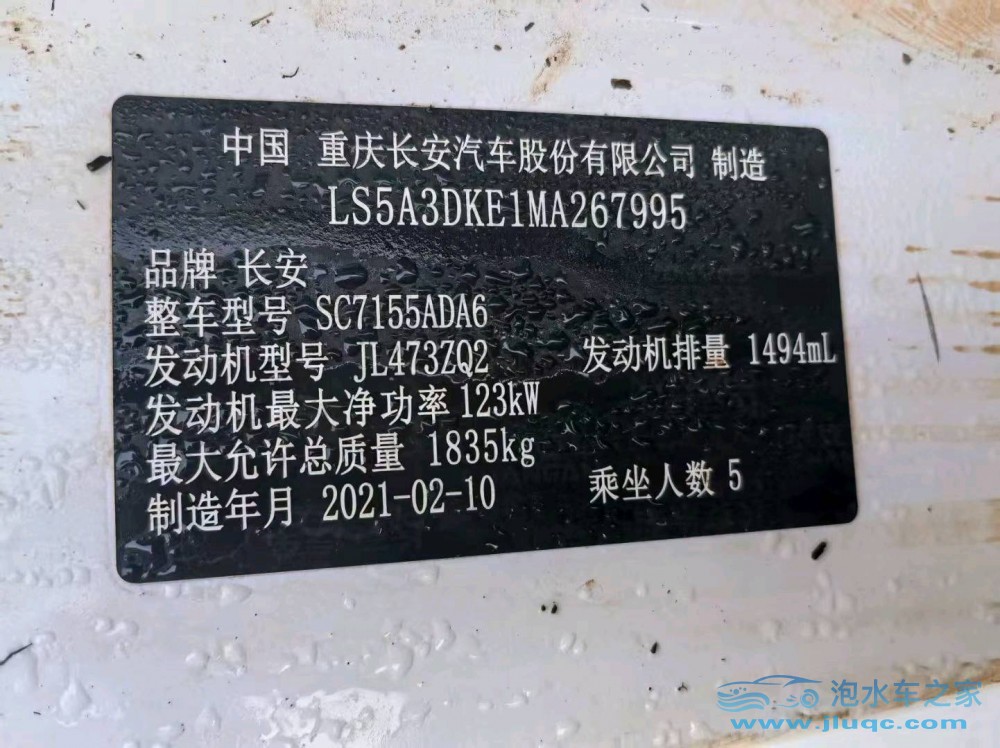 中国 重庆长安汽车股份有限公司 制造
LS5A3DKE1MA267995
品牌 长安
整车型号 SC7155ADA6
发动机型号 JL473ZQ2 发动机排量 1494mL
发动机最大净功率 123kW
最大允许总质量 1835kg
制造年月 2021-02-10 乘坐人数 5
泡水车之家
www.jiuqc.com